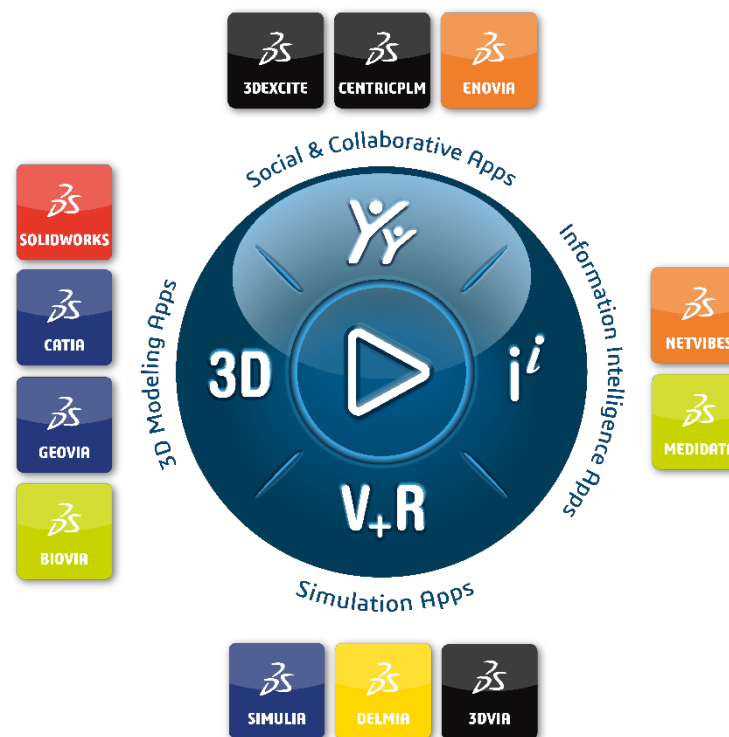 3DEXCITE
CENTRICPLM
ENOVIA
Social & Collaborative Apps
SOLIDWORKS
CATIA
GEOVIA
BIOVIA
3D Modeling Apps
3D
i i
V+R
Information Intelligence Apps
NETVIBES
MEDIDATA
Simulation Apps
SIMULIA
DELMIA
3DVIA